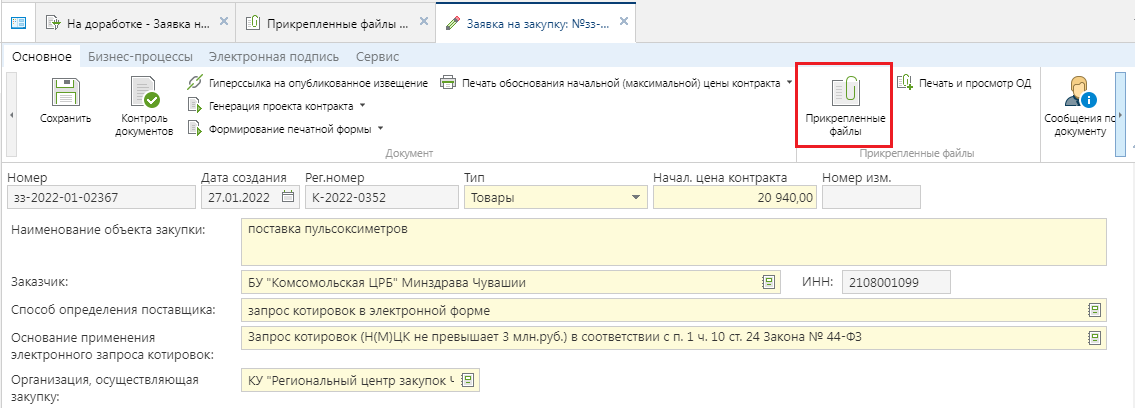 На доработке - Заявка н...
Прикрепленные файлы ...
Заявка на закупку: №зз-...
Основное Бизнес-процессы Электронная подпись Сервис
Сохранить
Контроль
документов
Гиперссылка на опубликованное извещение
Генерация проекта контракта
Формирование печатной формы
Печать обоснования начальной (максимальной) цены контракта
Документ
Прикрепленные
файлы
Печать и просмотр ОД
Прикрепленные файлы
Сообщения по
документу
Номер Дата создания Рег.номер Тип Начал. цена контракта Номер изм.
зз-2022-01-02367 27.01.2022 К-2022-0352 Товары 20 940,00
Наименование объекта закупки: поставка пульсоксиметров
Заказчик: БУ "Комсомольская ЦРБ" Минздрава Чувашии ИНН: 2108001099
Способ определения поставщика: запрос котировок в электронной форме
Основание применения
электронного запроса котировок:
Запрос котировок (Н(М)ЦК не превышает 3 млн.руб.) в соответствии с п. 1 ч. 10 ст. 24 Закона № 44-ФЗ
Организация, осуществляющая
закупку:
КУ "Региональный центр закупок Ч